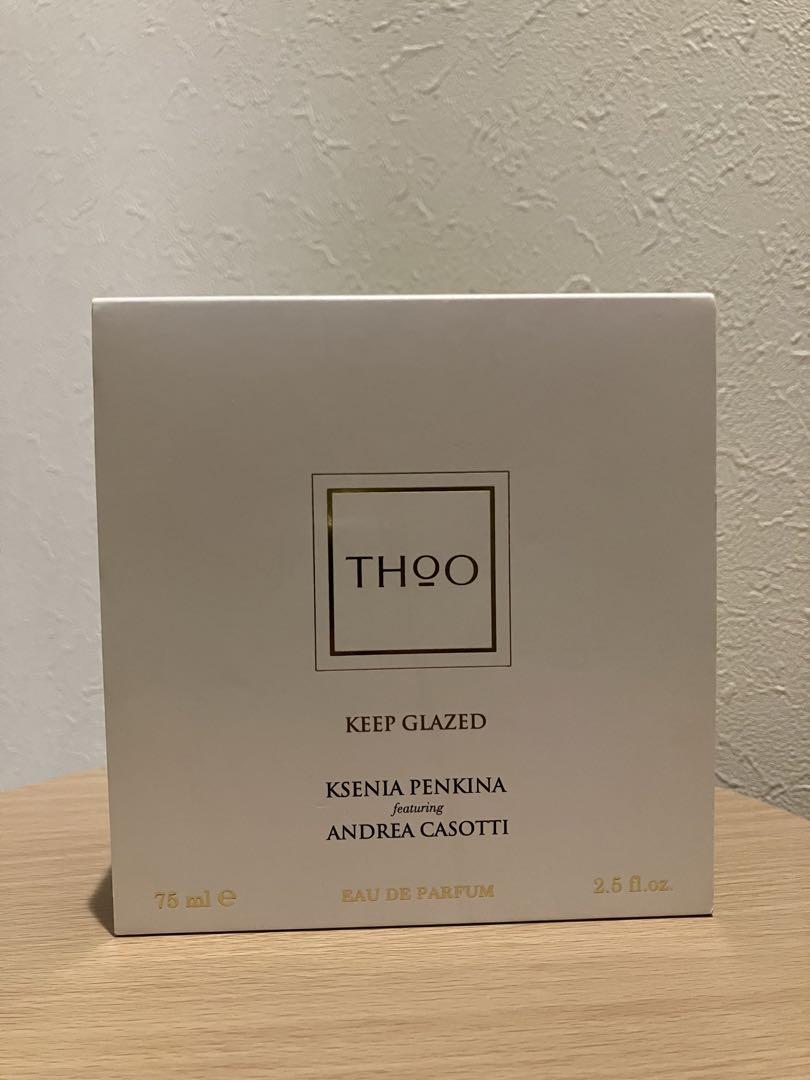 THoO
KEEP GLAZED
KSENIA PENKINA
featuring
ANDREA CASOTTI
75 ml ℮ EAU DE PARFUM 2.5 fl.oz.